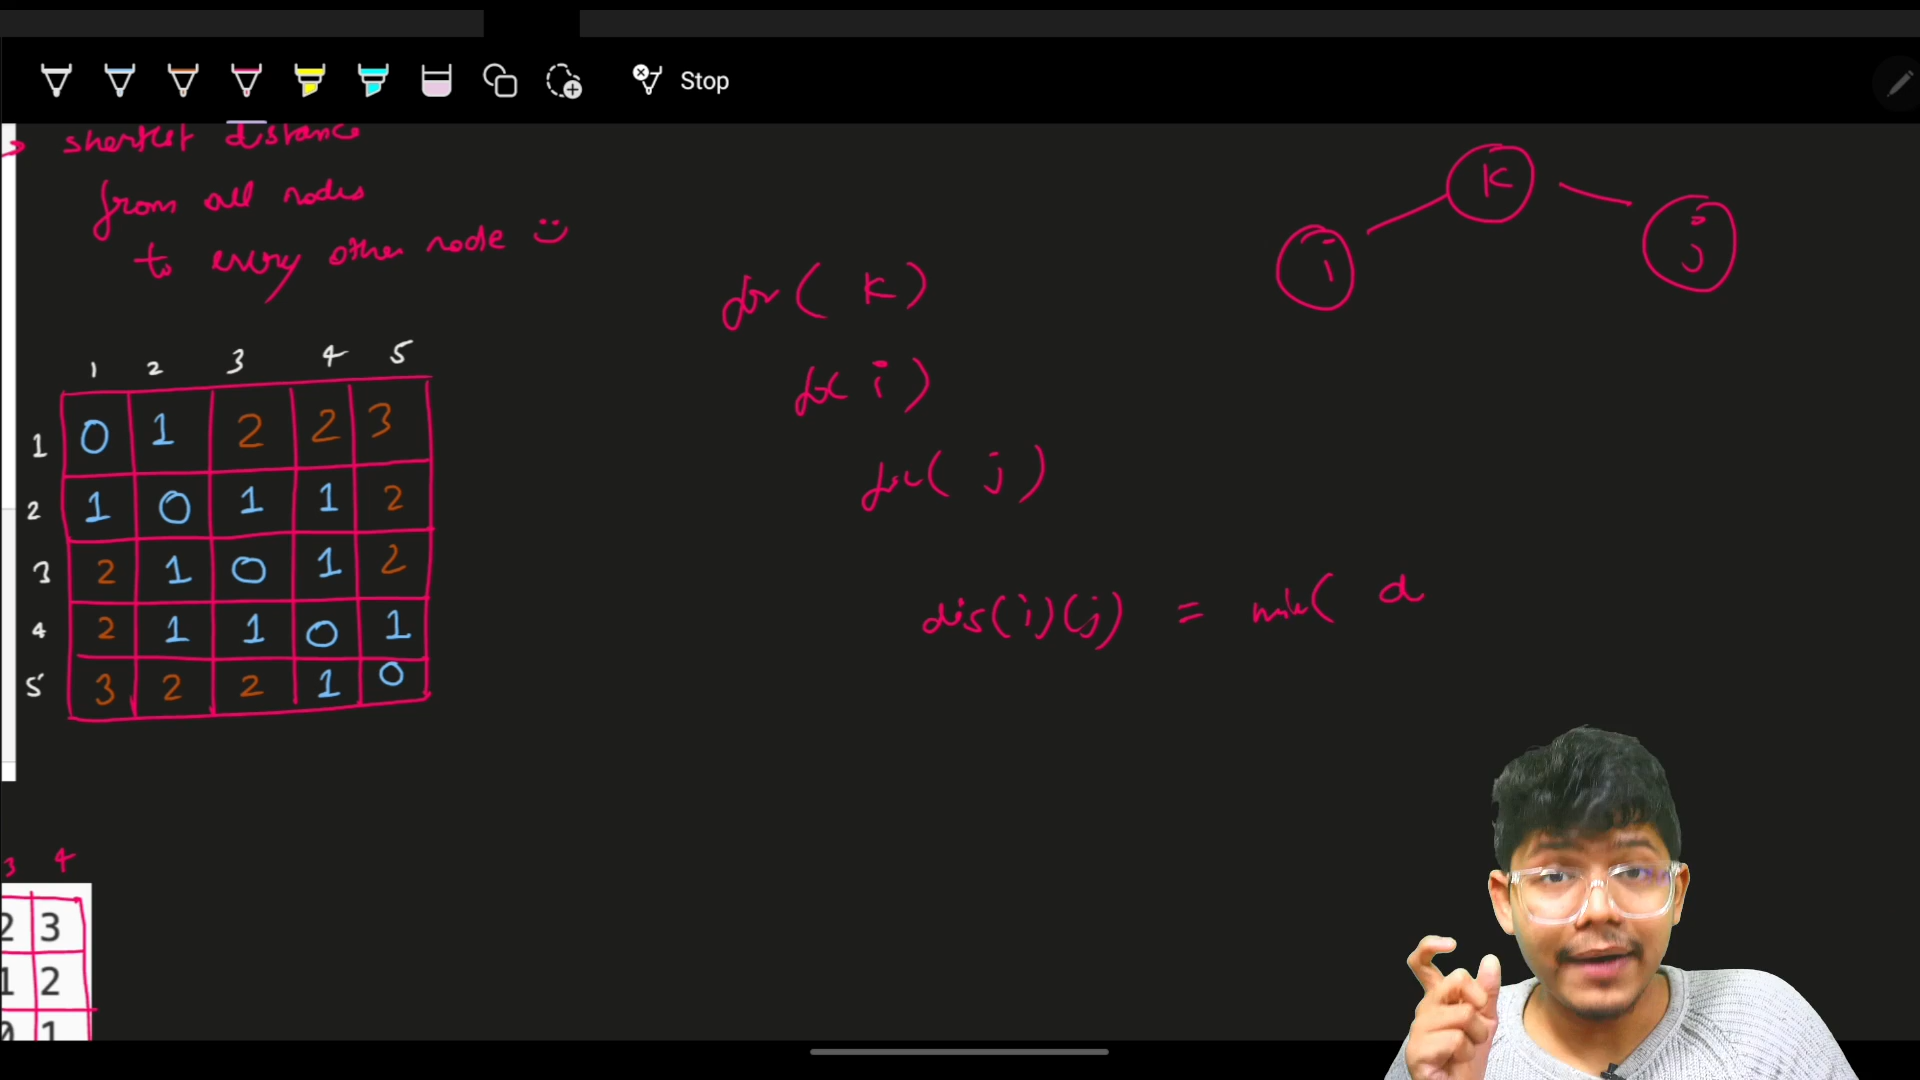 Stop
shortest distance
from all nodes
to every other node
1 2 3 4 5
1 0 1 2 2 3
2 1 0 1 1 2
3 2 1 0 1 2
4 2 1 1 0 1
5 3 2 2 1 0
3 4
2 3
1 2
0 1
for ( K )
for ( i )
for ( j )
dis(i)(j) = min( d
K
i
j